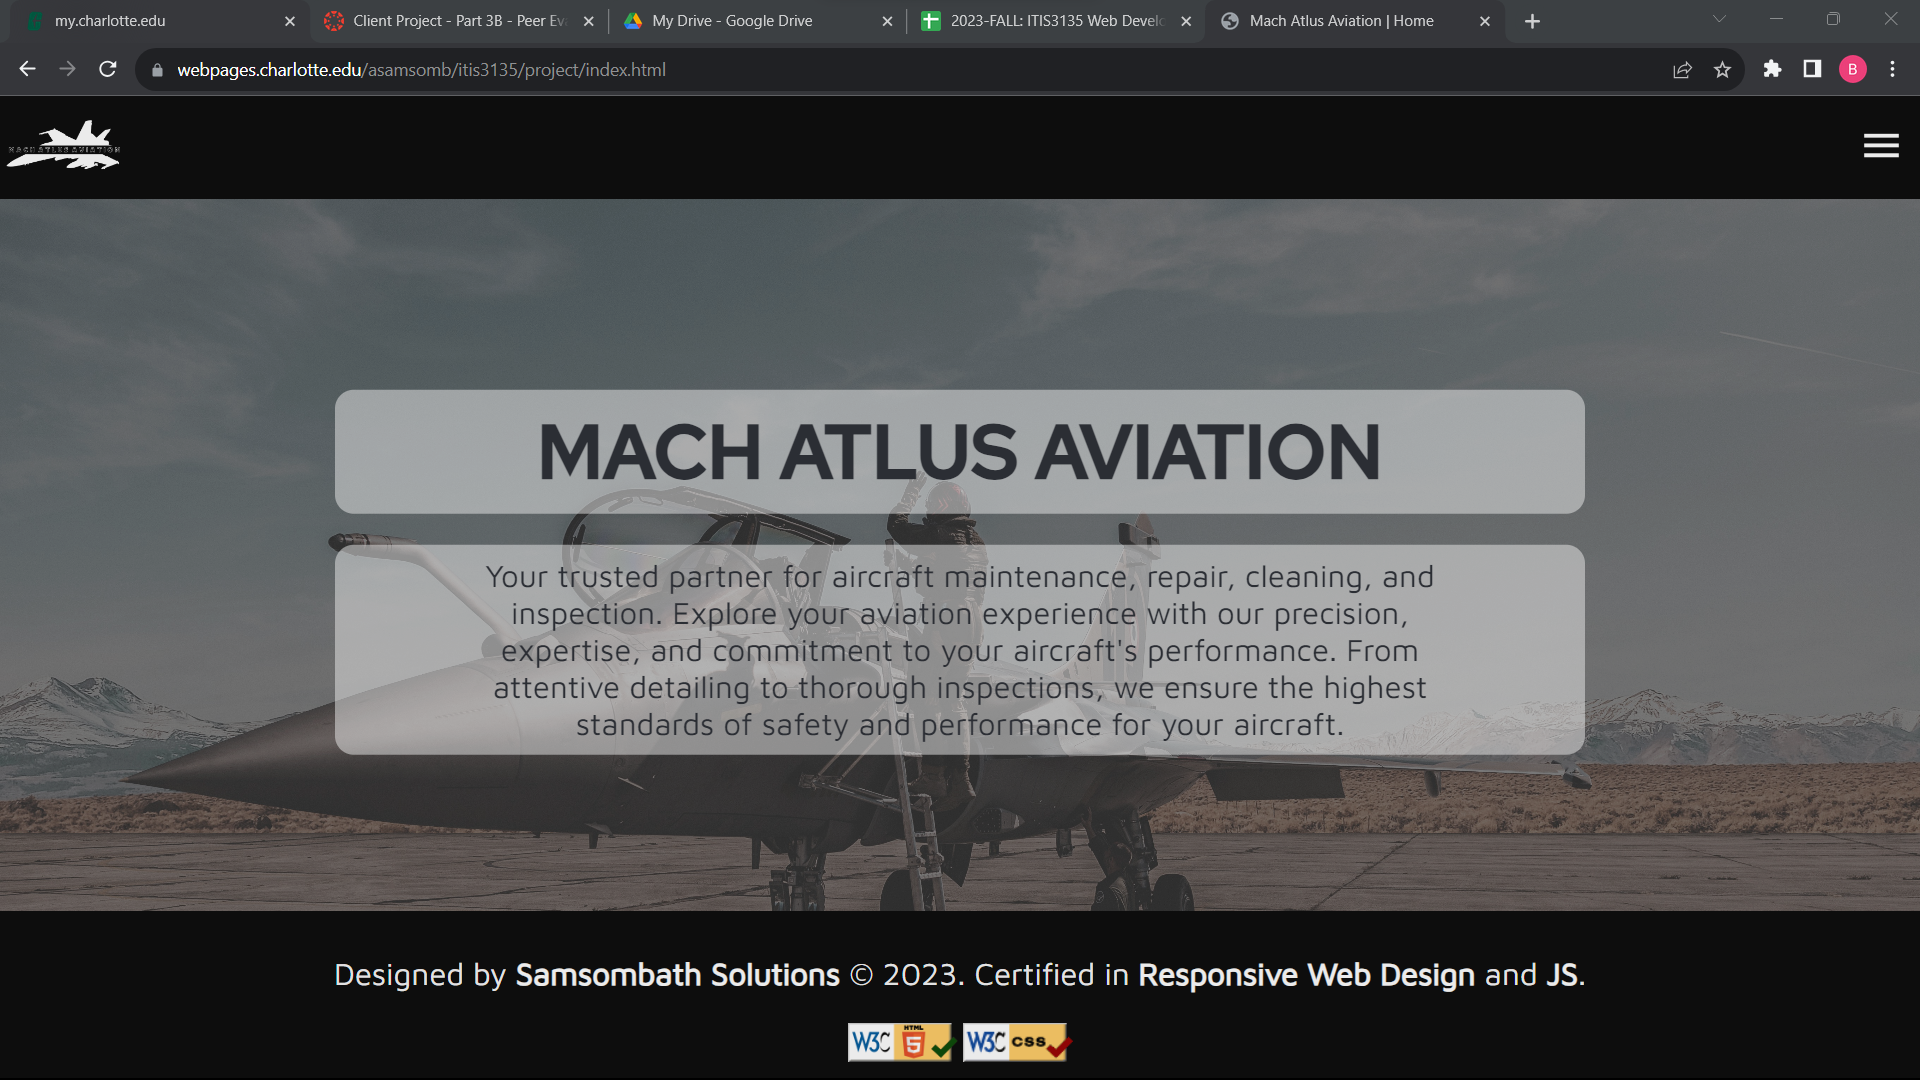 my.charlotte.edu
Client Project - Part 3B - Peer Ev
My Drive - Google Drive
2023-FALL: ITIS3135 Web Develo
Mach Atlus Aviation | Home
webpages.charlotte.edu/asamsomb/itis3135/project/index.html
B
MACH ATLUS AVIATION
MACH ATLUS AVIATION
Your trusted partner for aircraft maintenance, repair, cleaning, and
inspection. Explore your aviation experience with our precision,
expertise, and commitment to your aircraft's performance. From
attentive detailing to thorough inspections, we ensure the highest
standards of safety and performance for your aircraft.
Designed by Samsombath Solutions © 2023. Certified in Responsive Web Design and JS.
W3C HTML 5
W3C CSS